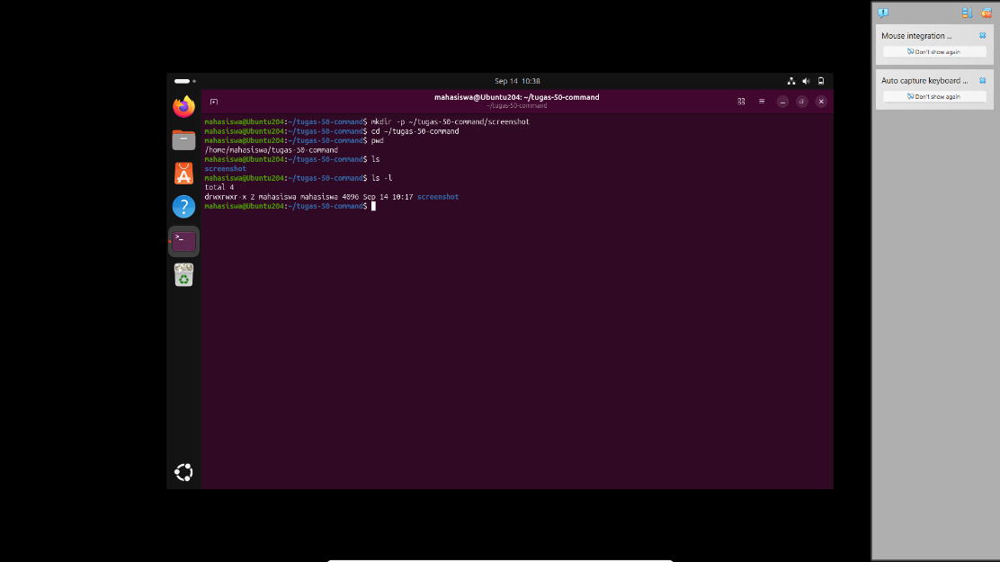 Sep 14 10:38
mahasiswa@Ubuntu204: ~/tugas-50-command
~/tugas-50-command
mahasiswa@Ubuntu204:~/tugas-50-command$ mkdir -p ~/tugas-50-command/screenshot
mahasiswa@Ubuntu204:~/tugas-50-command$ cd ~/tugas-50-command
mahasiswa@Ubuntu204:~/tugas-50-command$ pwd
/home/mahasiswa/tugas-50-command
mahasiswa@Ubuntu204:~/tugas-50-command$ ls
screenshot
mahasiswa@Ubuntu204:~/tugas-50-command$ ls -l
total 4
drwxrwxr-x 2 mahasiswa mahasiswa 4096 Sep 14 10:17 screenshot
mahasiswa@Ubuntu204:~/tugas-50-command$
Mouse integration ...
Don't show again
Auto capture keyboard ...
Don't show again